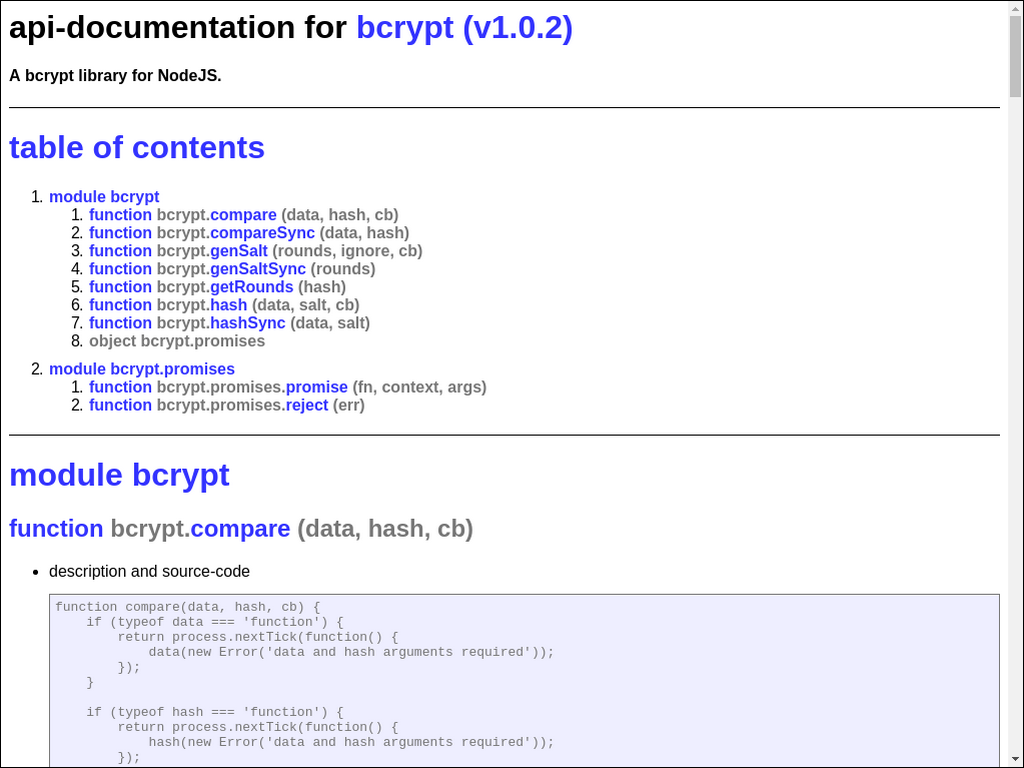 api-documentation for bcrypt (v1.0.2)
A bcrypt library for NodeJS.
table of contents
1. module bcrypt
1. function bcrypt.compare (data, hash, cb)
2. function bcrypt.compareSync (data, hash)
3. function bcrypt.genSalt (rounds, ignore, cb)
4. function bcrypt.genSaltSync (rounds)
5. function bcrypt.getRounds (hash)
6. function bcrypt.hash (data, salt, cb)
7. function bcrypt.hashSync (data, salt)
8. object bcrypt.promises
2. module bcrypt.promises
1. function bcrypt.promises.promise (fn, context, args)
2. function bcrypt.promises.reject (err)
module bcrypt
function bcrypt.compare (data, hash, cb)
• description and source-code
function compare(data, hash, cb) {
    if (typeof data === 'function') {
        return process.nextTick(function() {
            data(new Error('data and hash arguments required'));
        });
    }
    if (typeof hash === 'function') {
        return process.nextTick(function() {
            hash(new Error('data and hash arguments required'));
        });